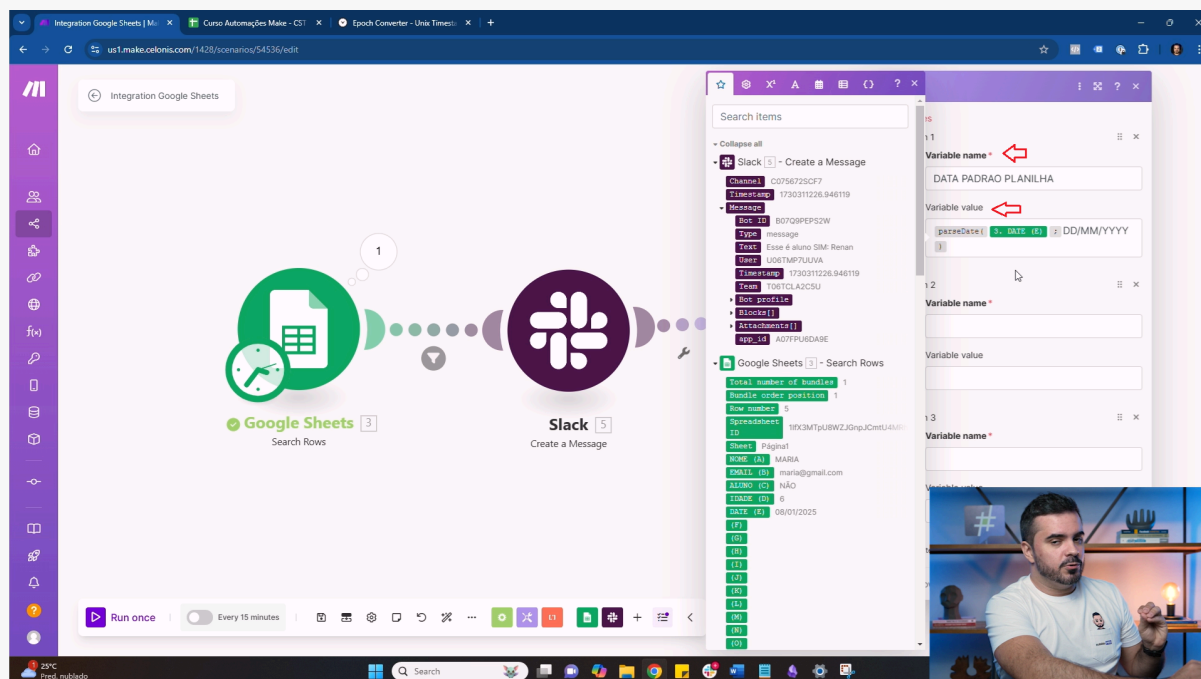 Integration Google Sheets | Ma
Curso Automações Make - CST
Epoch Converter - Unix Timesta
us1.make.celonis.com/1428/scenarios/54536/edit
Integration Google Sheets
1
Google Sheets 3
Search Rows
Slack 5
Create a Message
Search items
Collapse all
Slack 5 - Create a Message
Channel C075672SCF7
Timestamp 1730311226.946119
Message
Bot ID B07Q9PEPS2W
Type message
Text Esse é aluno SIM: Renan
User U06TMP7UUVA
Timestamp 1730311226.946119
Team T06TCLA2C5U
Bot profile
Blocks[]
Attachments[]
app_id A07FPU6DA9E
Google Sheets 3 - Search Rows
Total number of bundles 1
Bundle order position 1
Row number 5
Spreadsheet
ID
Sheet Página1
NOME (A) MARIA
EMAIL (B) maria@gmail.com
ALUNO (C) NÃO
IDADE (D) 6
DATE (E) 08/01/2025
(F)
(G)
(H)
(I)
(J)
(K)
(L)
(M)
(N)
(O)
1
Variable name *
DATA PADRAO PLANILHA
Variable value
parseDate( 3. DATE (E) ; DD/MM/YYYY
)
2
Variable name *
Variable value
3
Variable name *
Run once
Every 15 minutes
25°C
Pred. nublado
Search